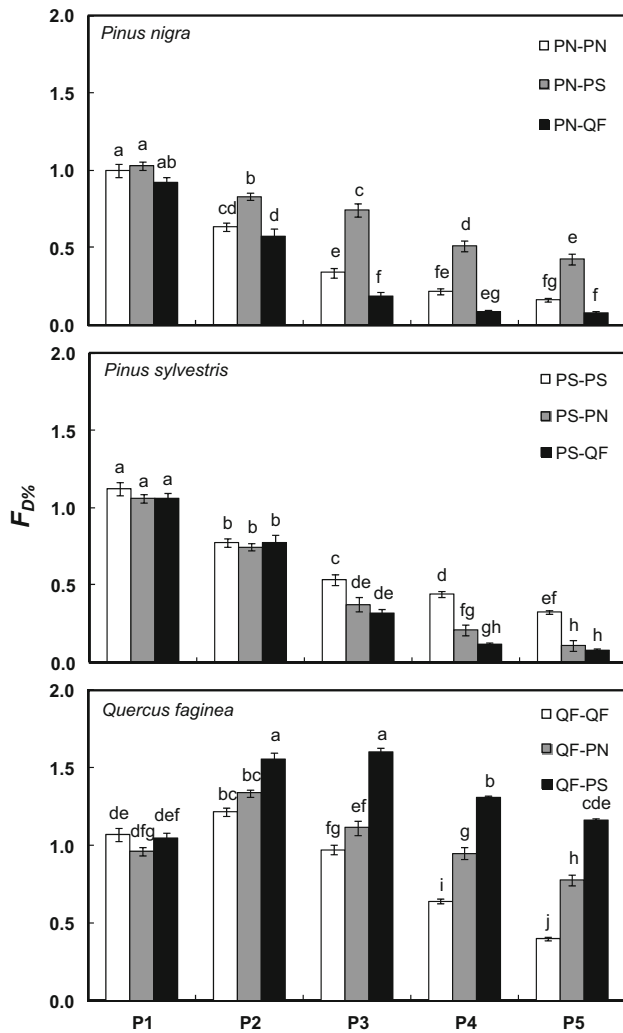 2.0
Pinus nigra
PN-PN
PN-PS
PN-QF
1.5
1.0
0.5
0.0
a a ab
cd b d
e c f
fe d eg
fg e f
2.0
Pinus sylvestris
PS-PS
PS-PN
PS-QF
1.5
1.0
0.5
0.0
a a a
b b b
c de de
d fg gh
ef h h
F D%
2.0
Quercus faginea
QF-QF
QF-PN
QF-PS
1.5
1.0
0.5
0.0
de dfg def
bc bc a
fg ef a
i g b
j h cde
P1 P2 P3 P4 P5